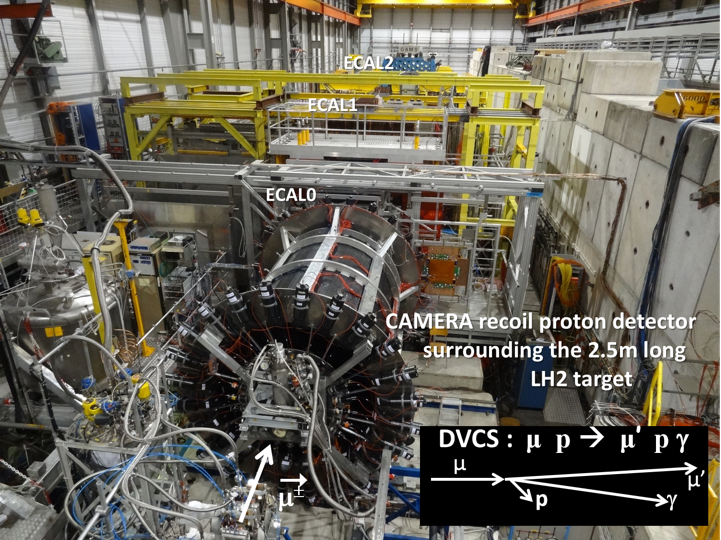 ECAL2
ECAL1
ECAL0
CAMERA recoil proton detector
surrounding the 2.5m long
LH2 target
DVCS : μ p → μ' p γ
μ
μ'
p
γ
μ±